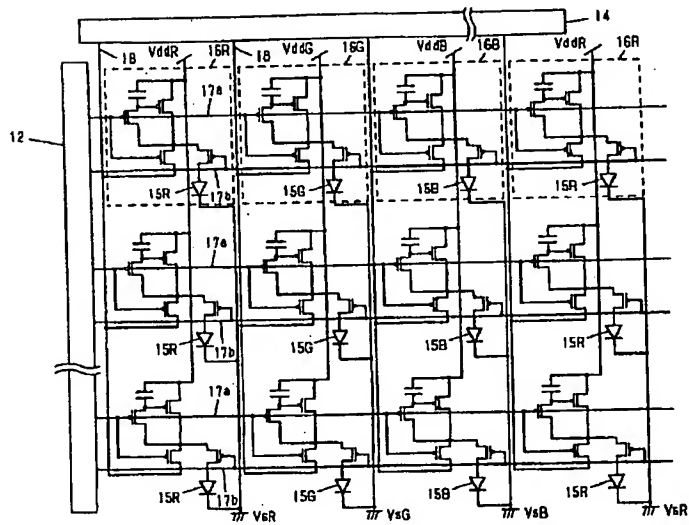 14
18 VddR 16R 18 VddG 16G VddB 16B VddR 16R
12
17a
15R 17b 15G 15B 15R
17a
15R 17b 15G 15B 15R
17a
15R 17b 15G 15B 15R
VsR VsG VsB VsR